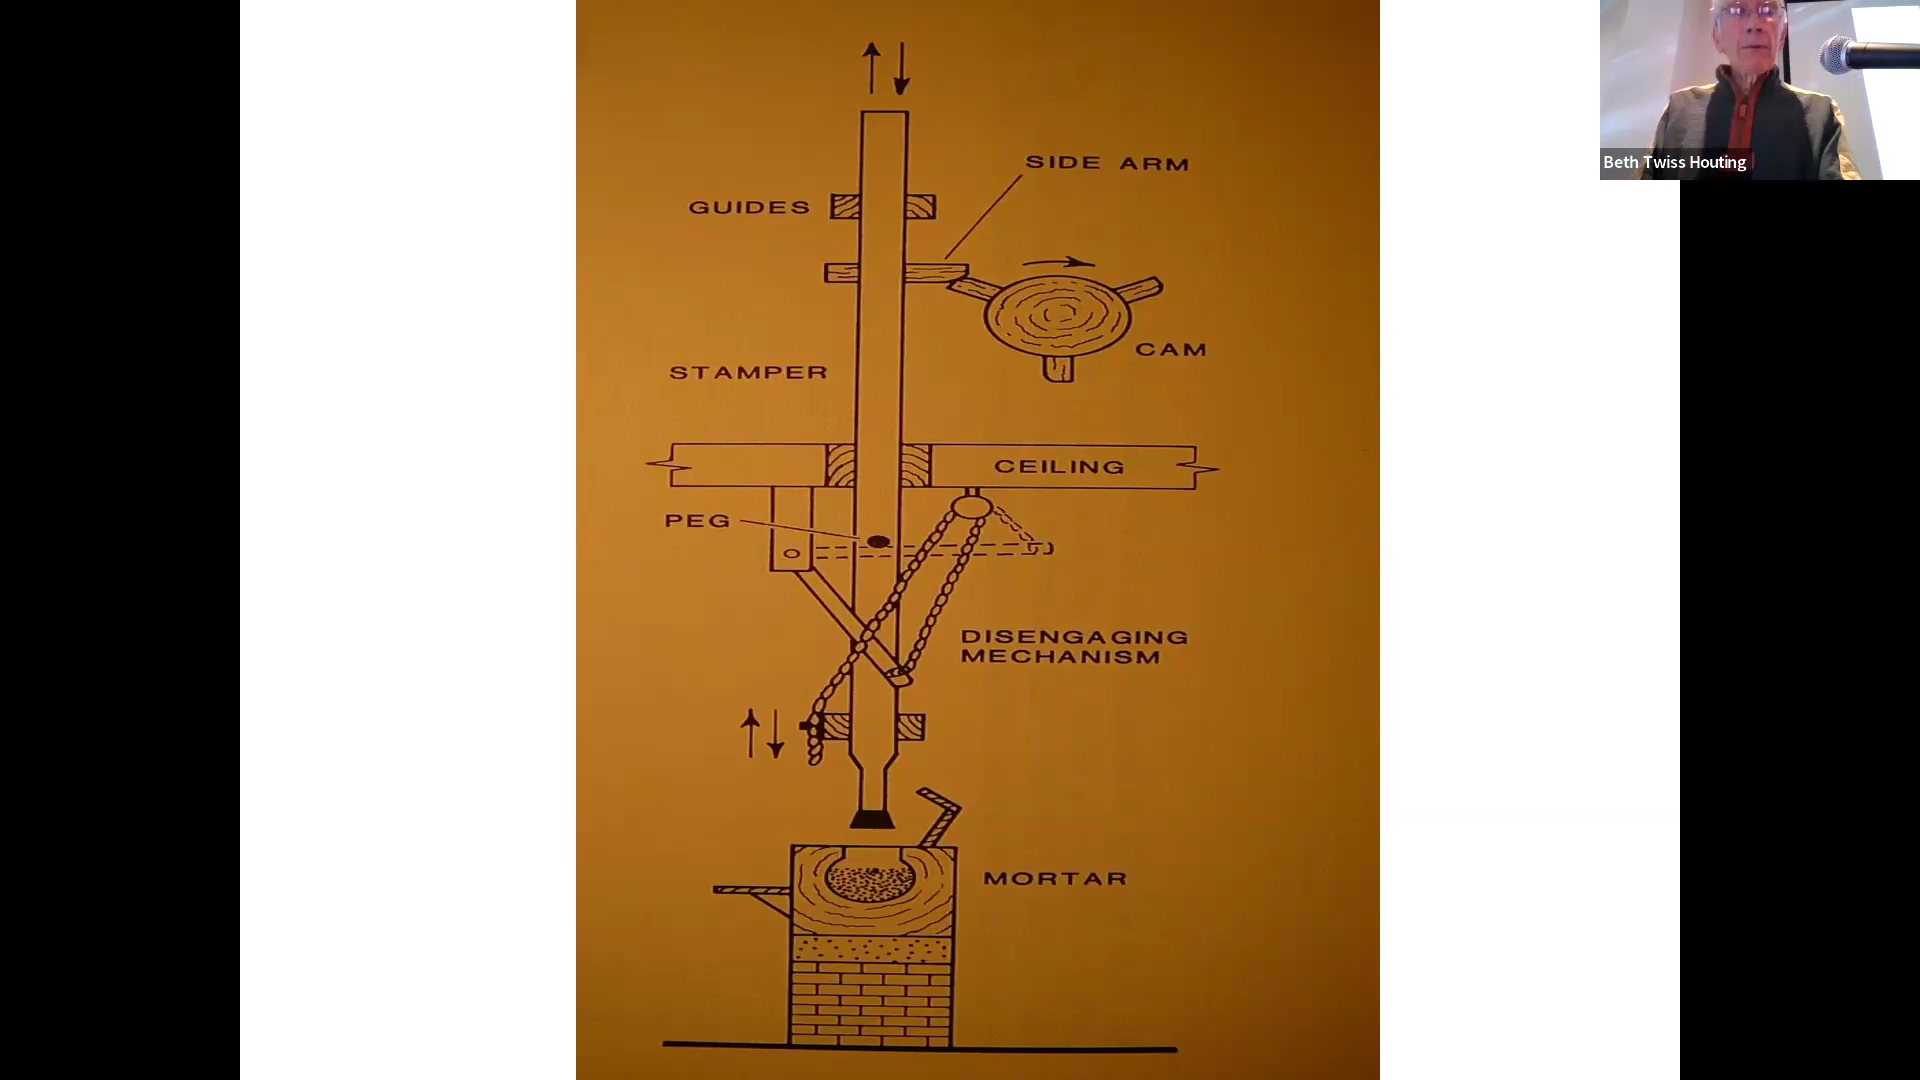 SIDE ARM
GUIDES
CAM
STAMPER
CEILING
PEG
DISENGAGING
MECHANISM
MORTAR
Beth Twiss Houting